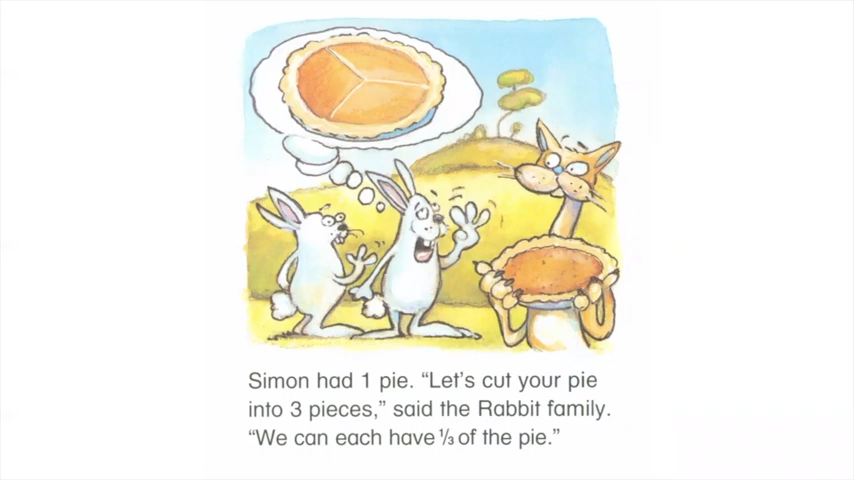 Simon had 1 pie. “Let’s cut your pie
into 3 pieces,” said the Rabbit family.
“We can each have ⅓ of the pie.”